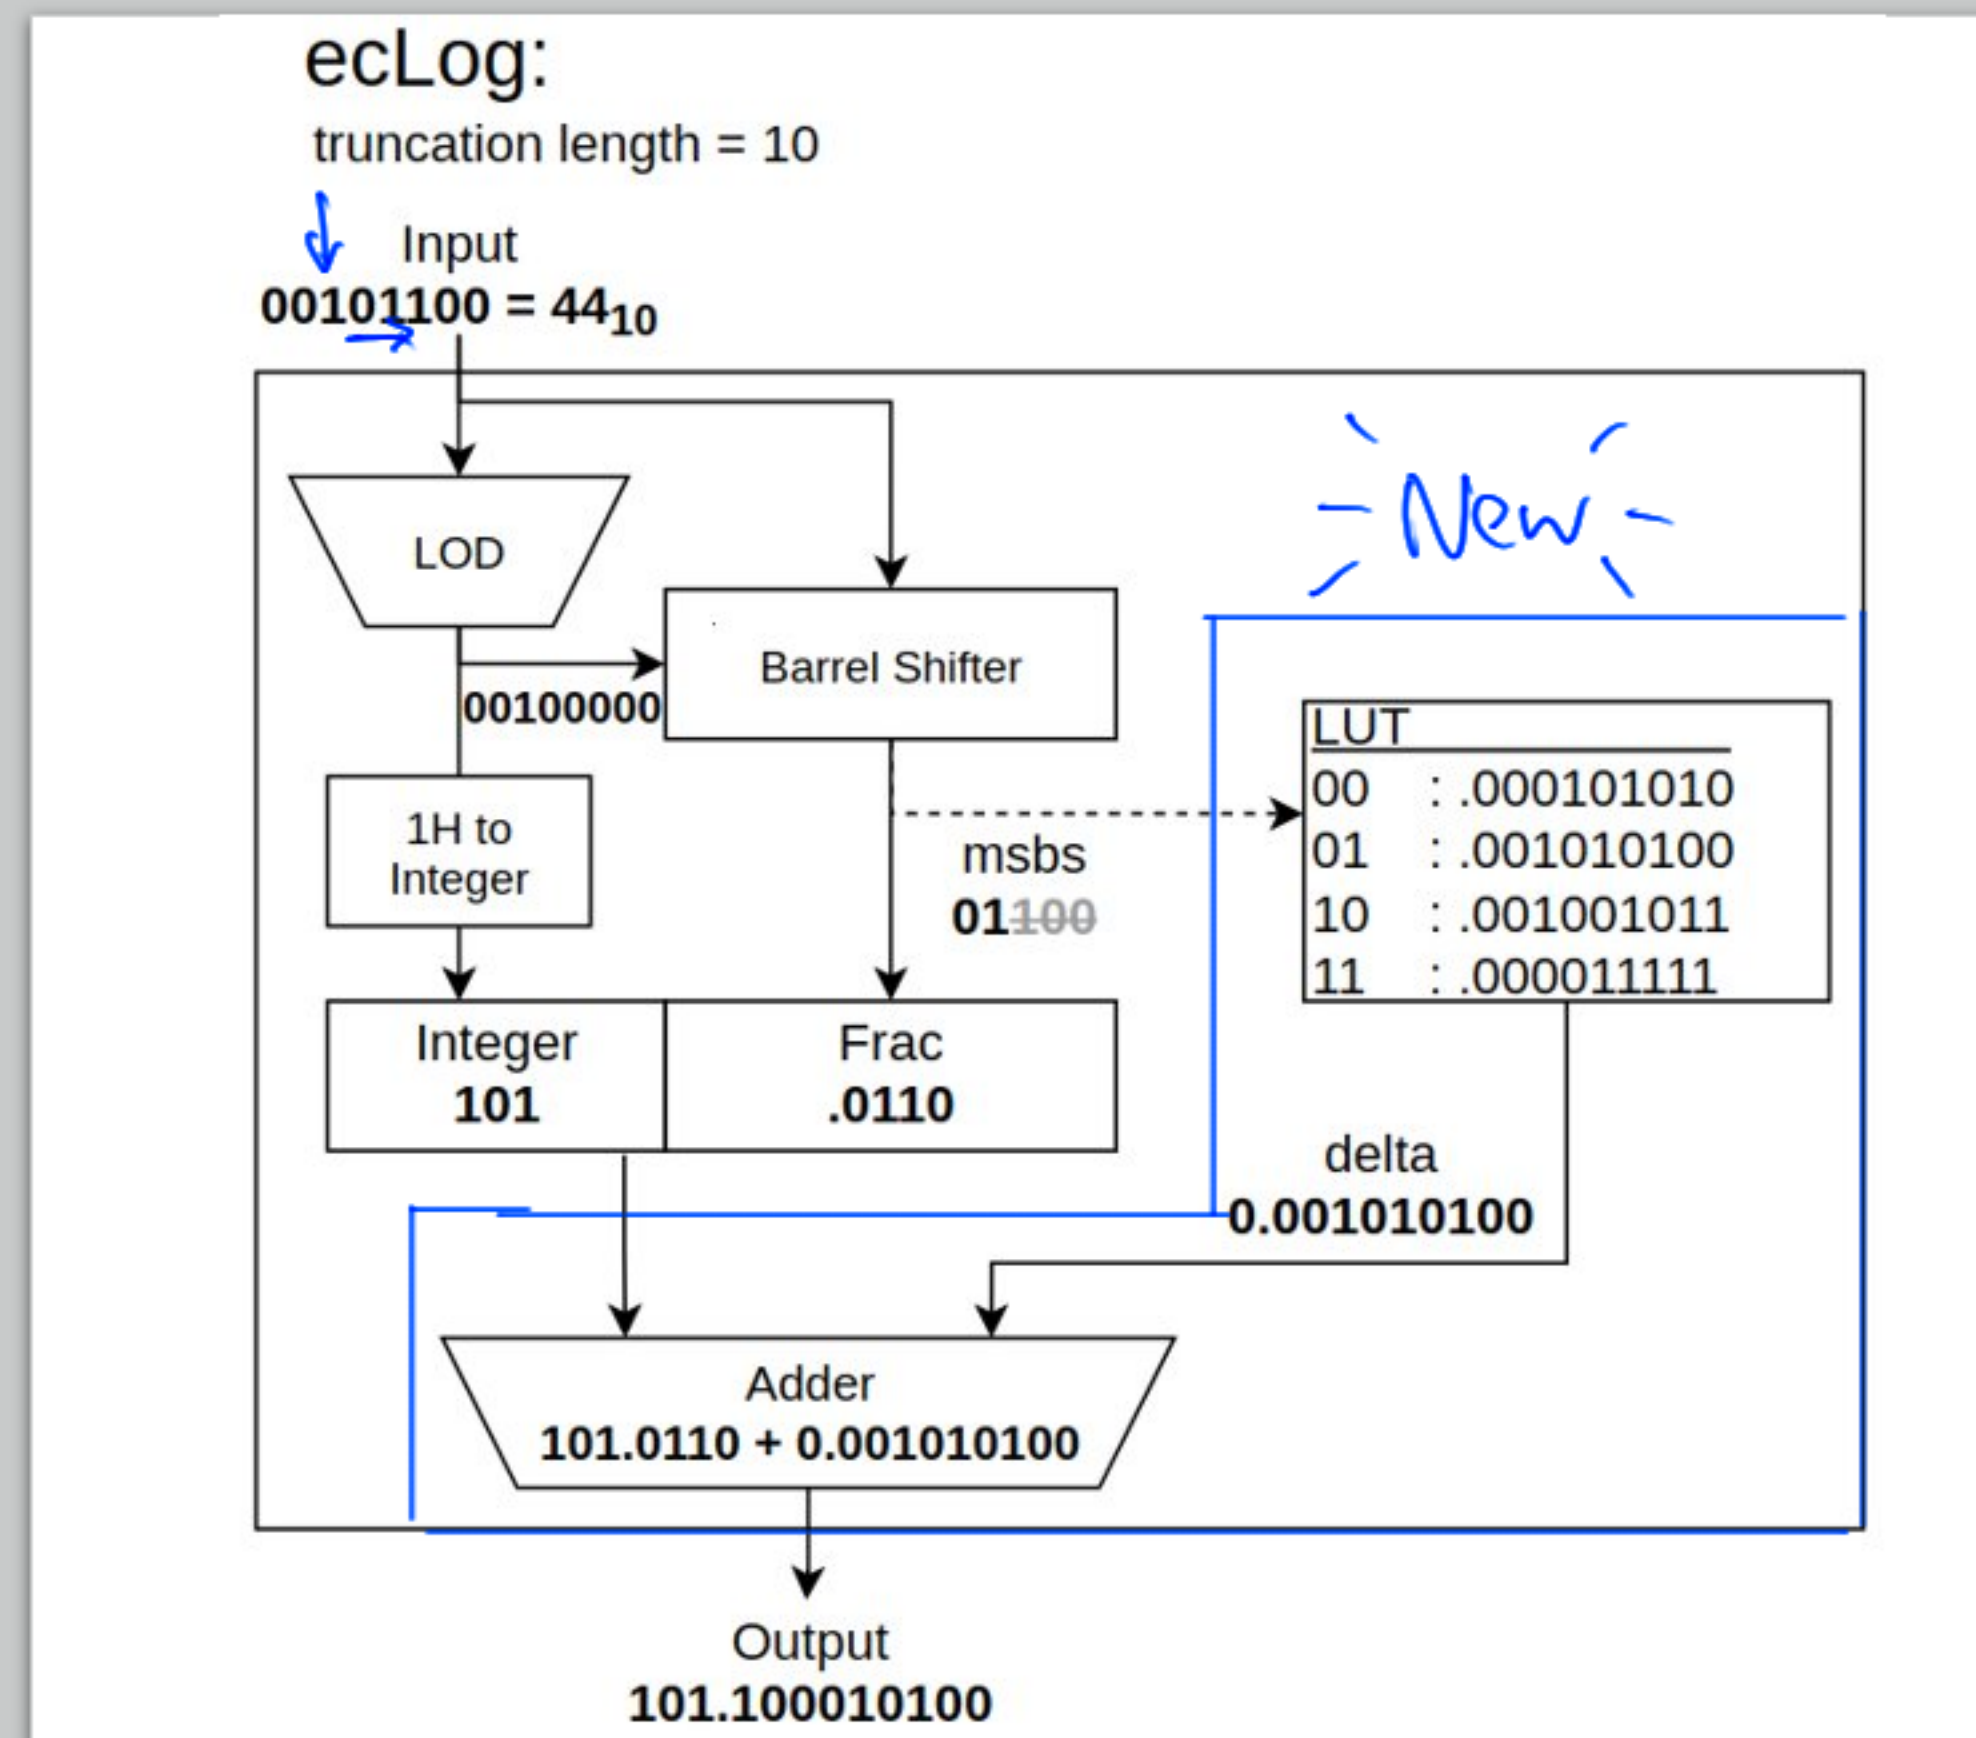 ecLog:
truncation length = 10
Input
00101100 = 44₁₀
New
LOD
Barrel Shifter
00100000
LUT
00 : .000101010
01 : .001010100
10 : .001001011
11 : .000011111
1H to
Integer
msbs
01100
Integer
101
Frac
.0110
delta
0.001010100
Adder
101.0110 + 0.001010100
Output
101.100010100